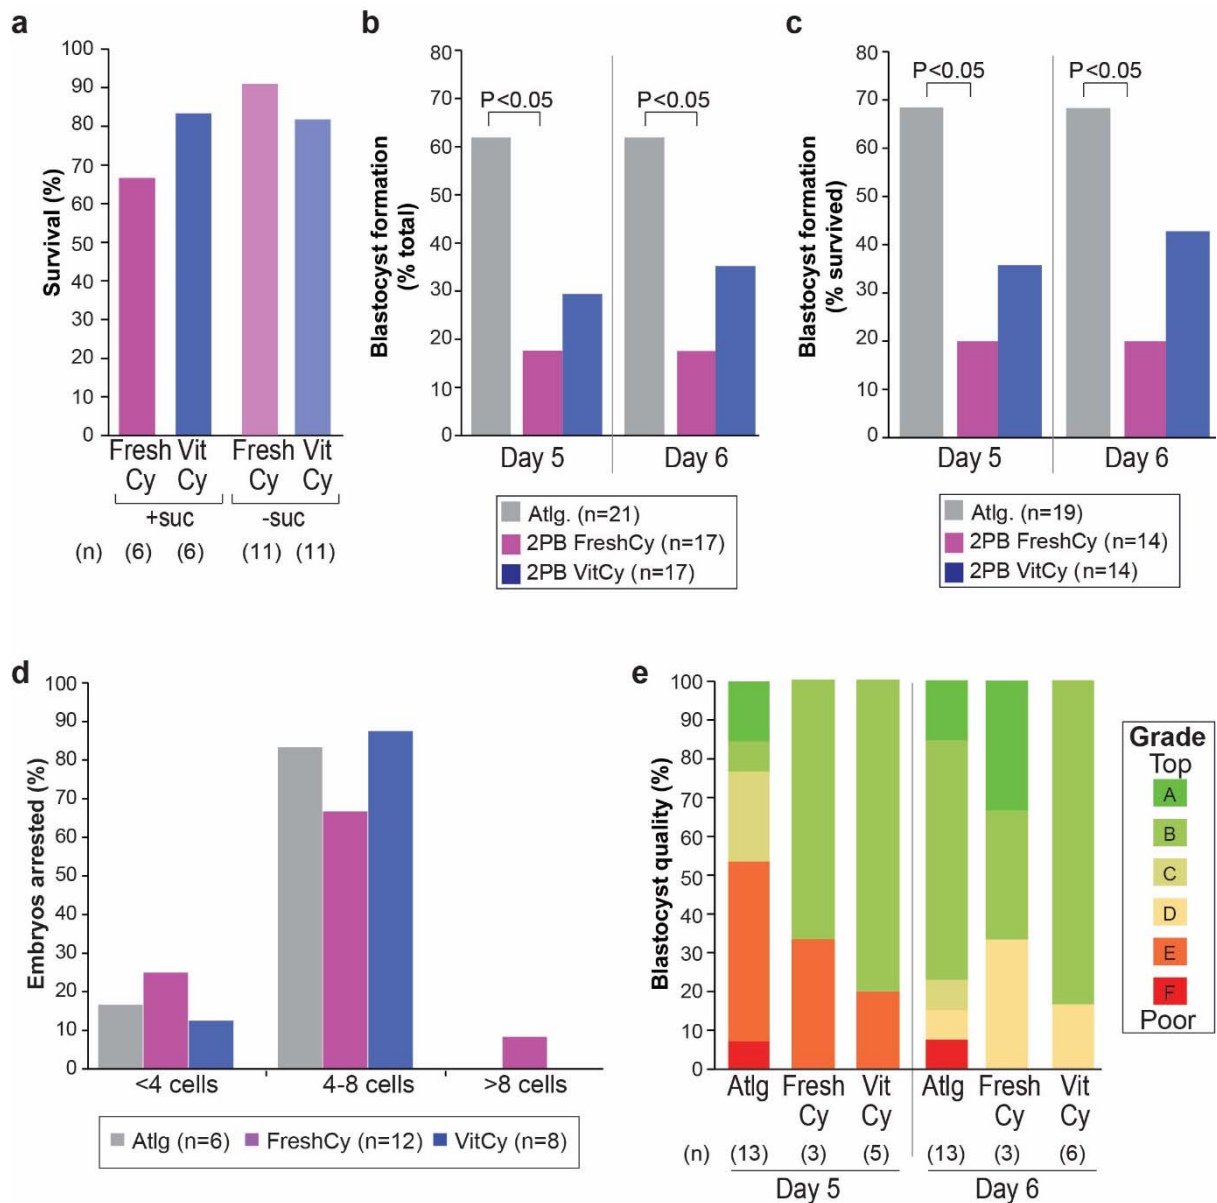 a
Survival (%)
100
90
80
70
60
50
40
30
20
10
0
Fresh Vit Fresh Vit
Cy Cy Cy Cy
+suc -suc
(n) (6) (6) (11) (11)
b
Blastocyst formation
(% total)
80
70
60
50
40
30
20
10
0
P<0.05 P<0.05
Day 5 Day 6
Atlg. (n=21)
2PB FreshCy (n=17)
2PB VitCy (n=17)
c
Blastocyst formation
(% survived)
80
70
60
50
40
30
20
10
0
P<0.05 P<0.05
Day 5 Day 6
Atlg. (n=19)
2PB FreshCy (n=14)
2PB VitCy (n=14)
d
Embryos arrested (%)
100
90
80
70
60
50
40
30
20
10
0
<4 cells 4-8 cells >8 cells
Atlg (n=6) FreshCy (n=12) VitCy (n=8)
e
Blastocyst quality (%)
100
90
80
70
60
50
40
30
20
10
0
Atlg Fresh Vit Atlg Fresh Vit
Cy Cy Cy Cy
(n) (13) (3) (5) (13) (3) (6)
Day 5 Day 6
Grade
Top
A
B
C
D
E
F
Poor